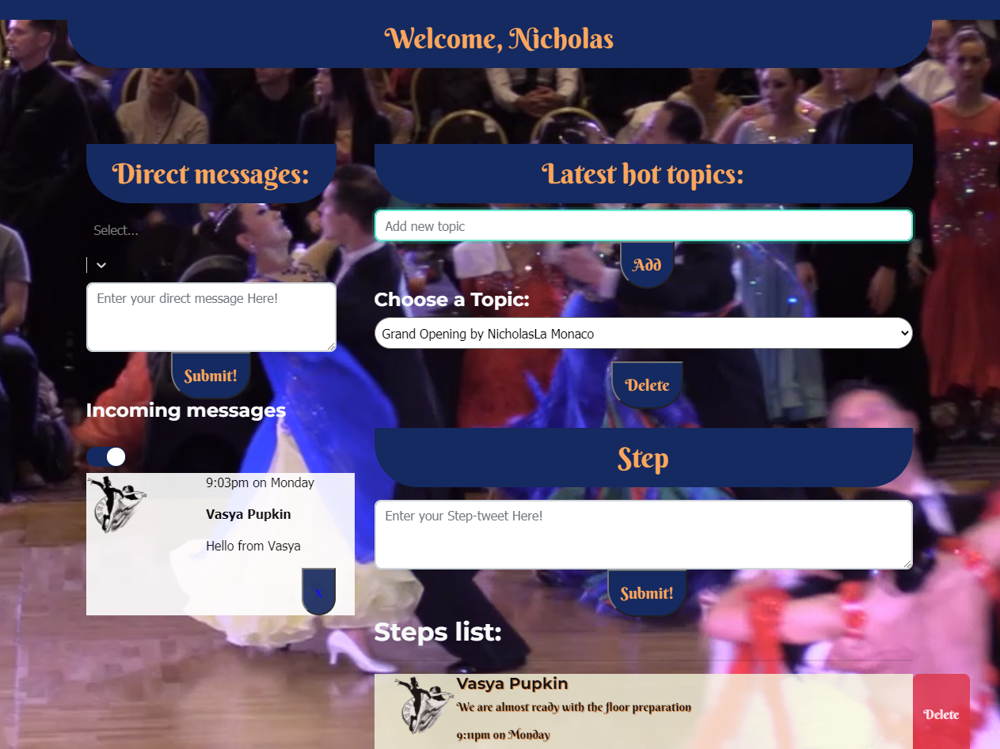 Welcome, Nicholas
Direct messages:
Select...
Enter your direct message Here!
Submit!
Incoming messages
9:03pm on Monday
Vasya Pupkin
Hello from Vasya
x
Latest hot topics:
Add new topic
Add
Choose a Topic:
Grand Opening by NicholasLa Monaco
Delete
Step
Enter your Step-tweet Here!
Submit!
Steps list:
Vasya Pupkin
We are almost ready with the floor preparation
9:11pm on Monday
Delete